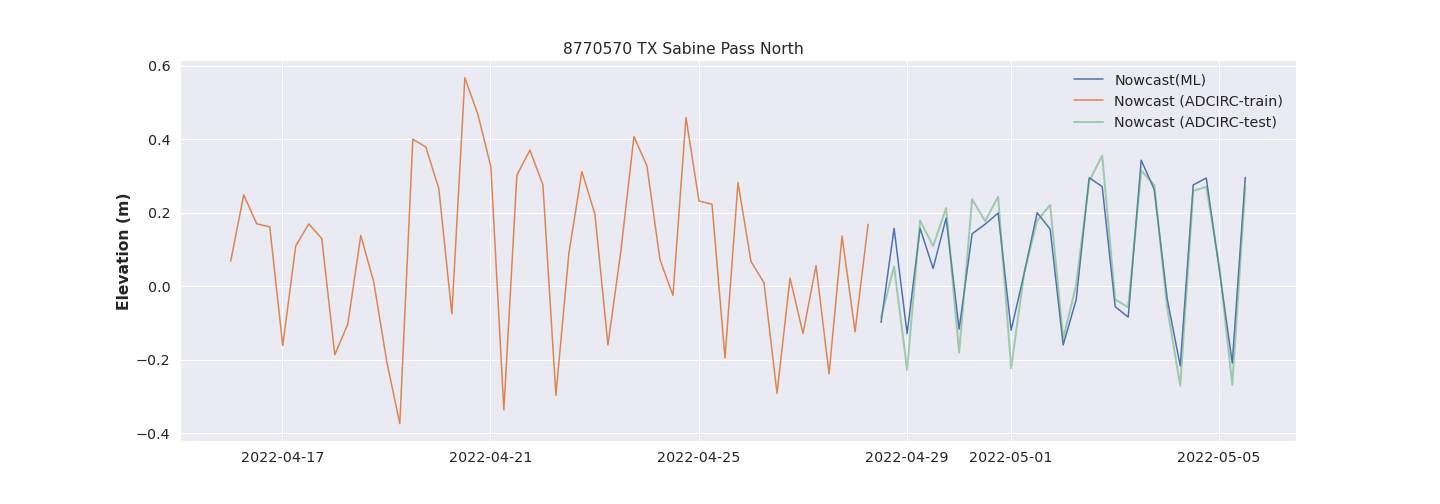 8770570 TX Sabine Pass North
Elevation (m)
0.6
0.4
0.2
0.0
−0.2
−0.4
Nowcast(ML)
Nowcast (ADCIRC-train)
Nowcast (ADCIRC-test)
2022-04-17 2022-04-21 2022-04-25 2022-04-29 2022-05-01 2022-05-05